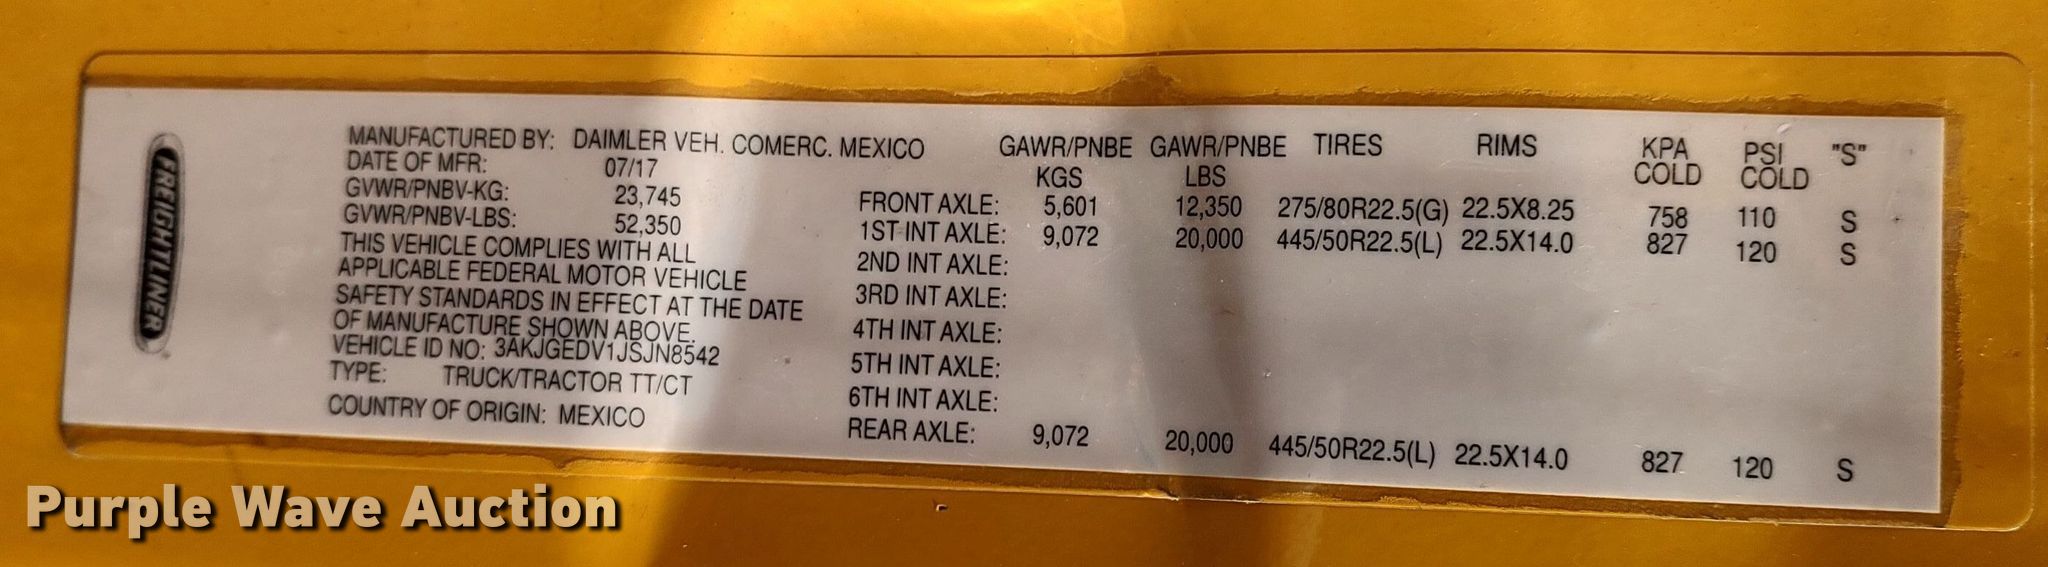 FREIGHTLINER
MANUFACTURED BY: DAIMLER VEH. COMERC. MEXICO
DATE OF MFR: 07/17
GVWR/PNBV-KG: 23,745
GVWR/PNBV-LBS: 52,350
THIS VEHICLE COMPLIES WITH ALL
APPLICABLE FEDERAL MOTOR VEHICLE
SAFETY STANDARDS IN EFFECT AT THE DATE
OF MANUFACTURE SHOWN ABOVE.
VEHICLE ID NO: 3AKJGEDV1JSJN8542
TYPE: TRUCK/TRACTOR TT/CT
COUNTRY OF ORIGIN: MEXICO
GAWR/PNBE GAWR/PNBE TIRES RIMS KPA PSI "S"
KGS LBS COLD COLD
FRONT AXLE: 5,601 12,350 275/80R22.5(G) 22.5X8.25 758 110 S
1ST INT AXLE: 9,072 20,000 445/50R22.5(L) 22.5X14.0 827 120 S
2ND INT AXLE:
3RD INT AXLE:
4TH INT AXLE:
5TH INT AXLE:
6TH INT AXLE:
REAR AXLE: 9,072 20,000 445/50R22.5(L) 22.5X14.0 827 120 S
Purple Wave Auction